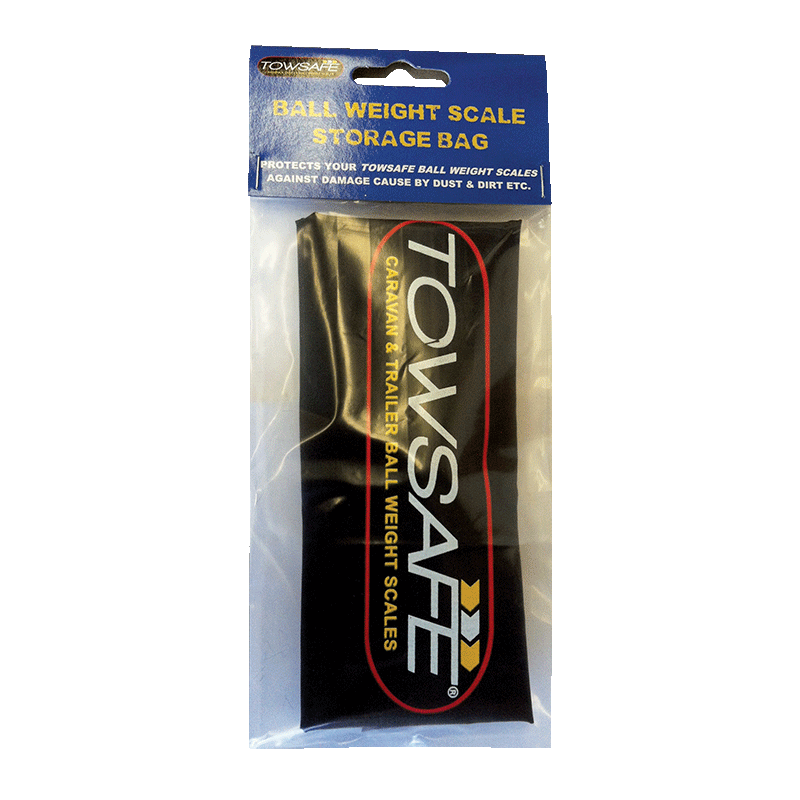 TOWSAFE
BALL WEIGHT SCALE
STORAGE BAG
PROTECTS YOUR TOWSAFE BALL WEIGHT SCALES
AGAINST DAMAGE CAUSE BY DUST & DIRT ETC.
TOWSAFE®
CARAVAN & TRAILER BALL WEIGHT SCALES